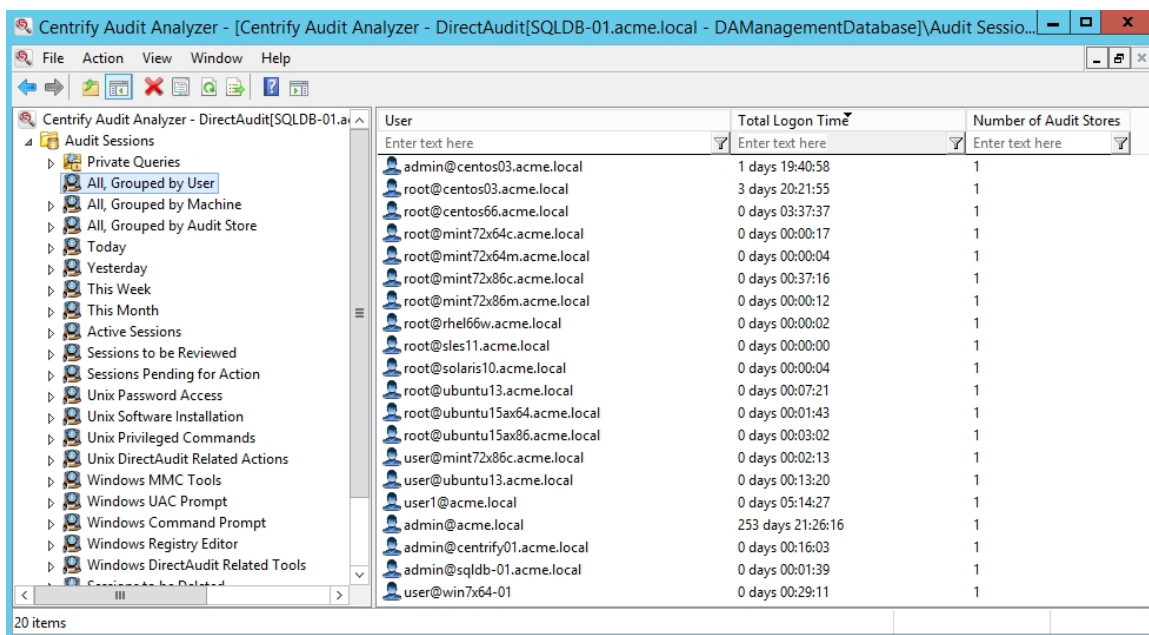 Centrify Audit Analyzer - [Centrify Audit Analyzer - DirectAudit[SQLDB-01.acme.local - DAManagementDatabase]\Audit Sessio...
File Action View Window Help
Centrify Audit Analyzer - DirectAudit[SQLDB-01.a
Audit Sessions
Private Queries
All, Grouped by User
All, Grouped by Machine
All, Grouped by Audit Store
Today
Yesterday
This Week
This Month
Active Sessions
Sessions to be Reviewed
Sessions Pending for Action
Unix Password Access
Unix Software Installation
Unix Privileged Commands
Unix DirectAudit Related Actions
Windows MMC Tools
Windows UAC Prompt
Windows Command Prompt
Windows Registry Editor
Windows DirectAudit Related Tools
User Total Logon Time Number of Audit Stores
Enter text here Enter text here Enter text here
admin@centos03.acme.local 1 days 19:40:58 1
root@centos03.acme.local 3 days 20:21:55 1
root@centos66.acme.local 0 days 03:37:37 1
root@mint72x64c.acme.local 0 days 00:00:17 1
root@mint72x64m.acme.local 0 days 00:00:04 1
root@mint72x86c.acme.local 0 days 00:37:16 1
root@mint72x86m.acme.local 0 days 00:00:12 1
root@rhel66w.acme.local 0 days 00:00:02 1
root@sles11.acme.local 0 days 00:00:00 1
root@solaris10.acme.local 0 days 00:00:04 1
root@ubuntu13.acme.local 0 days 00:07:21 1
root@ubuntu15ax64.acme.local 0 days 00:01:43 1
root@ubuntu15ax86.acme.local 0 days 00:03:02 1
user@mint72x86c.acme.local 0 days 00:02:13 1
user@ubuntu13.acme.local 0 days 00:13:20 1
user1@acme.local 0 days 05:14:27 1
admin@acme.local 253 days 21:26:16 1
admin@centrify01.acme.local 0 days 00:16:03 1
admin@sqldb-01.acme.local 0 days 00:01:39 1
user@win7x64-01 0 days 00:29:11 1
20 items